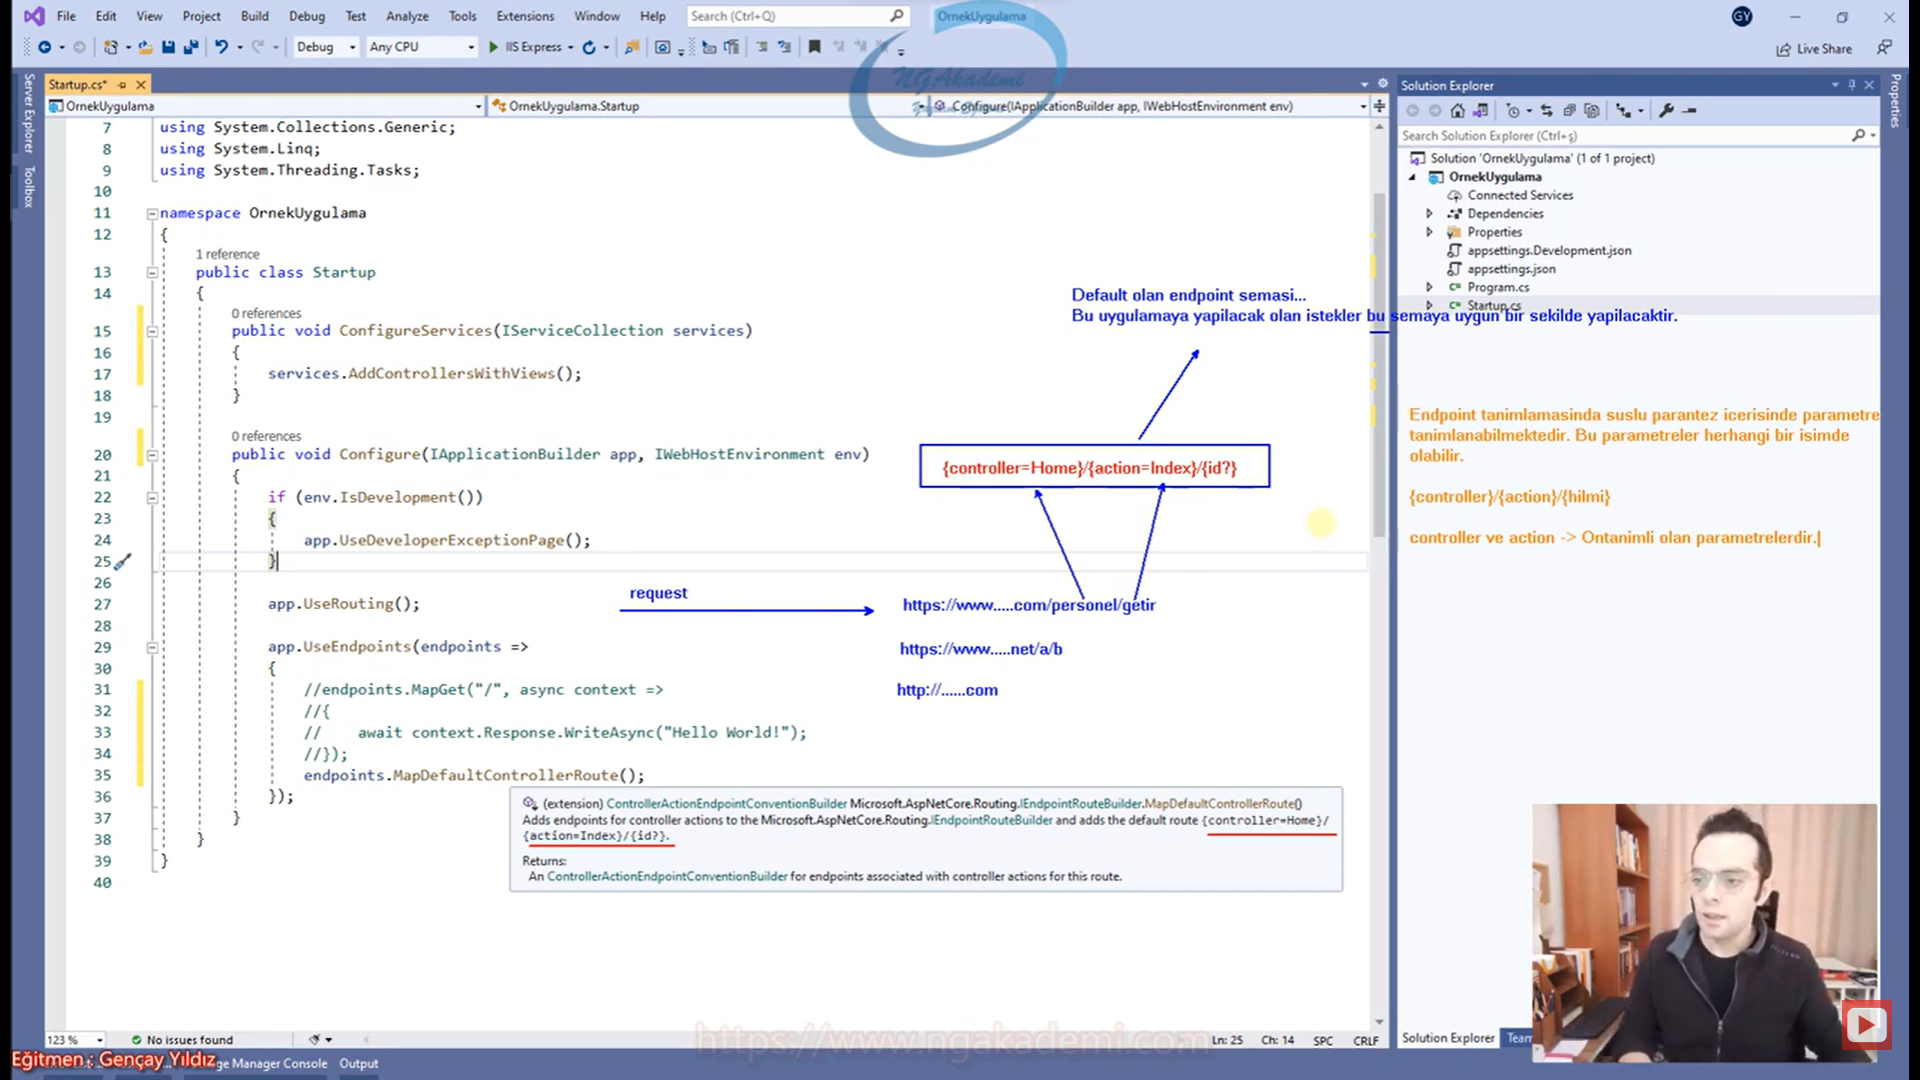 File Edit View Project Build Debug Test Analyze Tools Extensions Window Help Search (Ctrl+Q) OrnekUygulama GY
Debug Any CPU IIS Express Live Share
NGAkademi
Server Explorer
Toolbox
Startup.cs*
OrnekUygulama OrnekUygulama.Startup Configure(IApplicationBuilder app, IWebHostEnvironment env)
7 using System.Collections.Generic;
8 using System.Linq;
9 using System.Threading.Tasks;
10
11 namespace OrnekUygulama
12 {
1 reference
13 public class Startup
14 {
0 references
15 public void ConfigureServices(IServiceCollection services)
16 {
17 services.AddControllersWithViews();
18 }
19
0 references
20 public void Configure(IApplicationBuilder app, IWebHostEnvironment env)
21 {
22 if (env.IsDevelopment())
23 {
24 app.UseDeveloperExceptionPage();
25 }
26
27 app.UseRouting();
28
29 app.UseEndpoints(endpoints =>
30 {
31 //endpoints.MapGet("/", async context =>
32 //{
33 // await context.Response.WriteAsync("Hello World!");
34 //});
35 endpoints.MapDefaultControllerRoute();
36 });
37 }
38 }
39 }
40
(extension) ControllerActionEndpointConventionBuilder Microsoft.AspNetCore.Routing.IEndpointRouteBuilder.MapDefaultControllerRoute()
Adds endpoints for controller actions to the Microsoft.AspNetCore.Routing.IEndpointRouteBuilder and adds the default route {controller=Home}/
{action=Index}/{id?}.
Returns:
An ControllerActionEndpointConventionBuilder for endpoints associated with controller actions for this route.
Default olan endpoint semasi...
Bu uygulamaya yapilacak olan istekler bu semaya uygun bir sekilde yapilacaktir.
{controller=Home}/{action=Index}/{id?}
request
https://www.....com/personel/getir
https://www.....net/a/b
http://......com
Solution Explorer
Search Solution Explorer (Ctrl+ş)
Solution 'OrnekUygulama' (1 of 1 project)
OrnekUygulama
Connected Services
Dependencies
Properties
appsettings.Development.json
appsettings.json
Program.cs
Startup.cs
Properties
Endpoint tanimlamasinda suslu parantez icerisinde parametre
tanimlanabilmektedir. Bu parametreler herhangi bir isimde
olabilir.
{controller}/{action}/{hilmi}
controller ve action -> Ontanimli olan parametrelerdir.
Solution Explorer Team
123 % No issues found Ln: 25 Ch: 14 SPC CRLF
https://www.ngakademi.com
Eğitmen : Gençay Yıldız
Manager Console Output